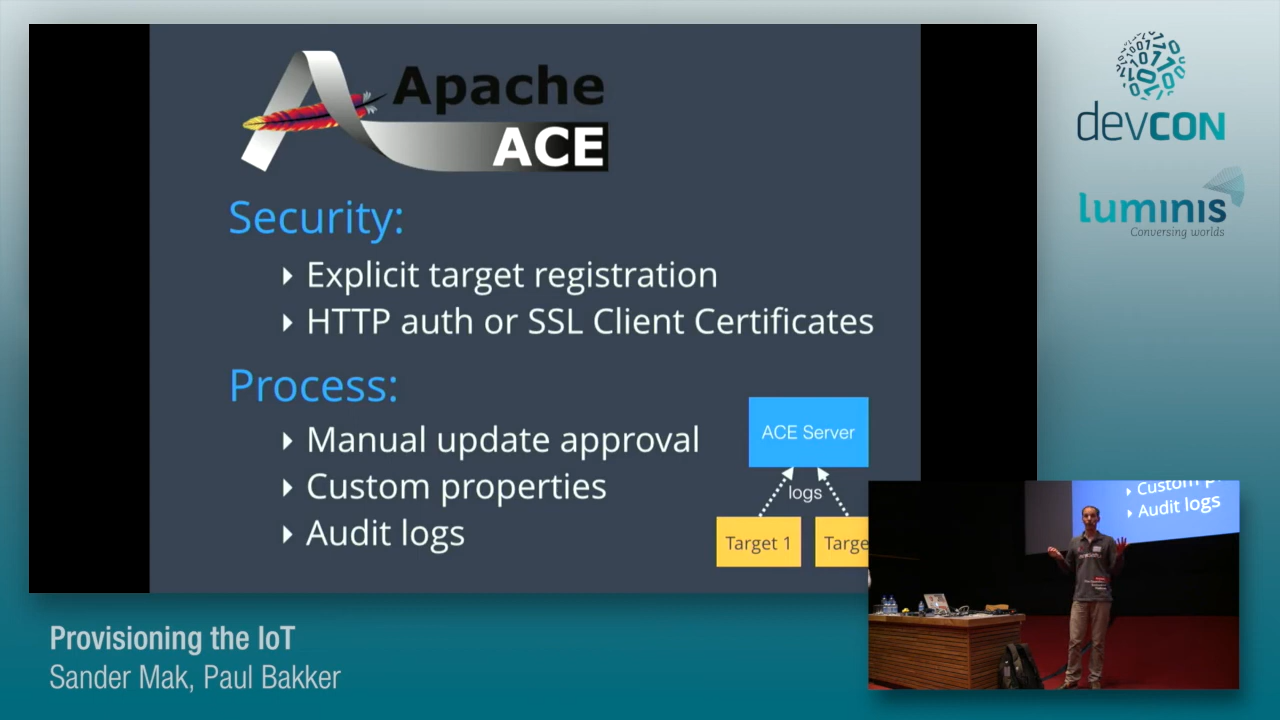 Apache
ACE
Security:
Explicit target registration
HTTP auth or SSL Client Certificates
Process:
Manual update approval
Custom properties
Audit logs
ACE Server
logs
Target 1
Targe
devcon
luminis
Conversing worlds
Custom p
Audit logs
Provisioning the IoT
Sander Mak, Paul Bakker